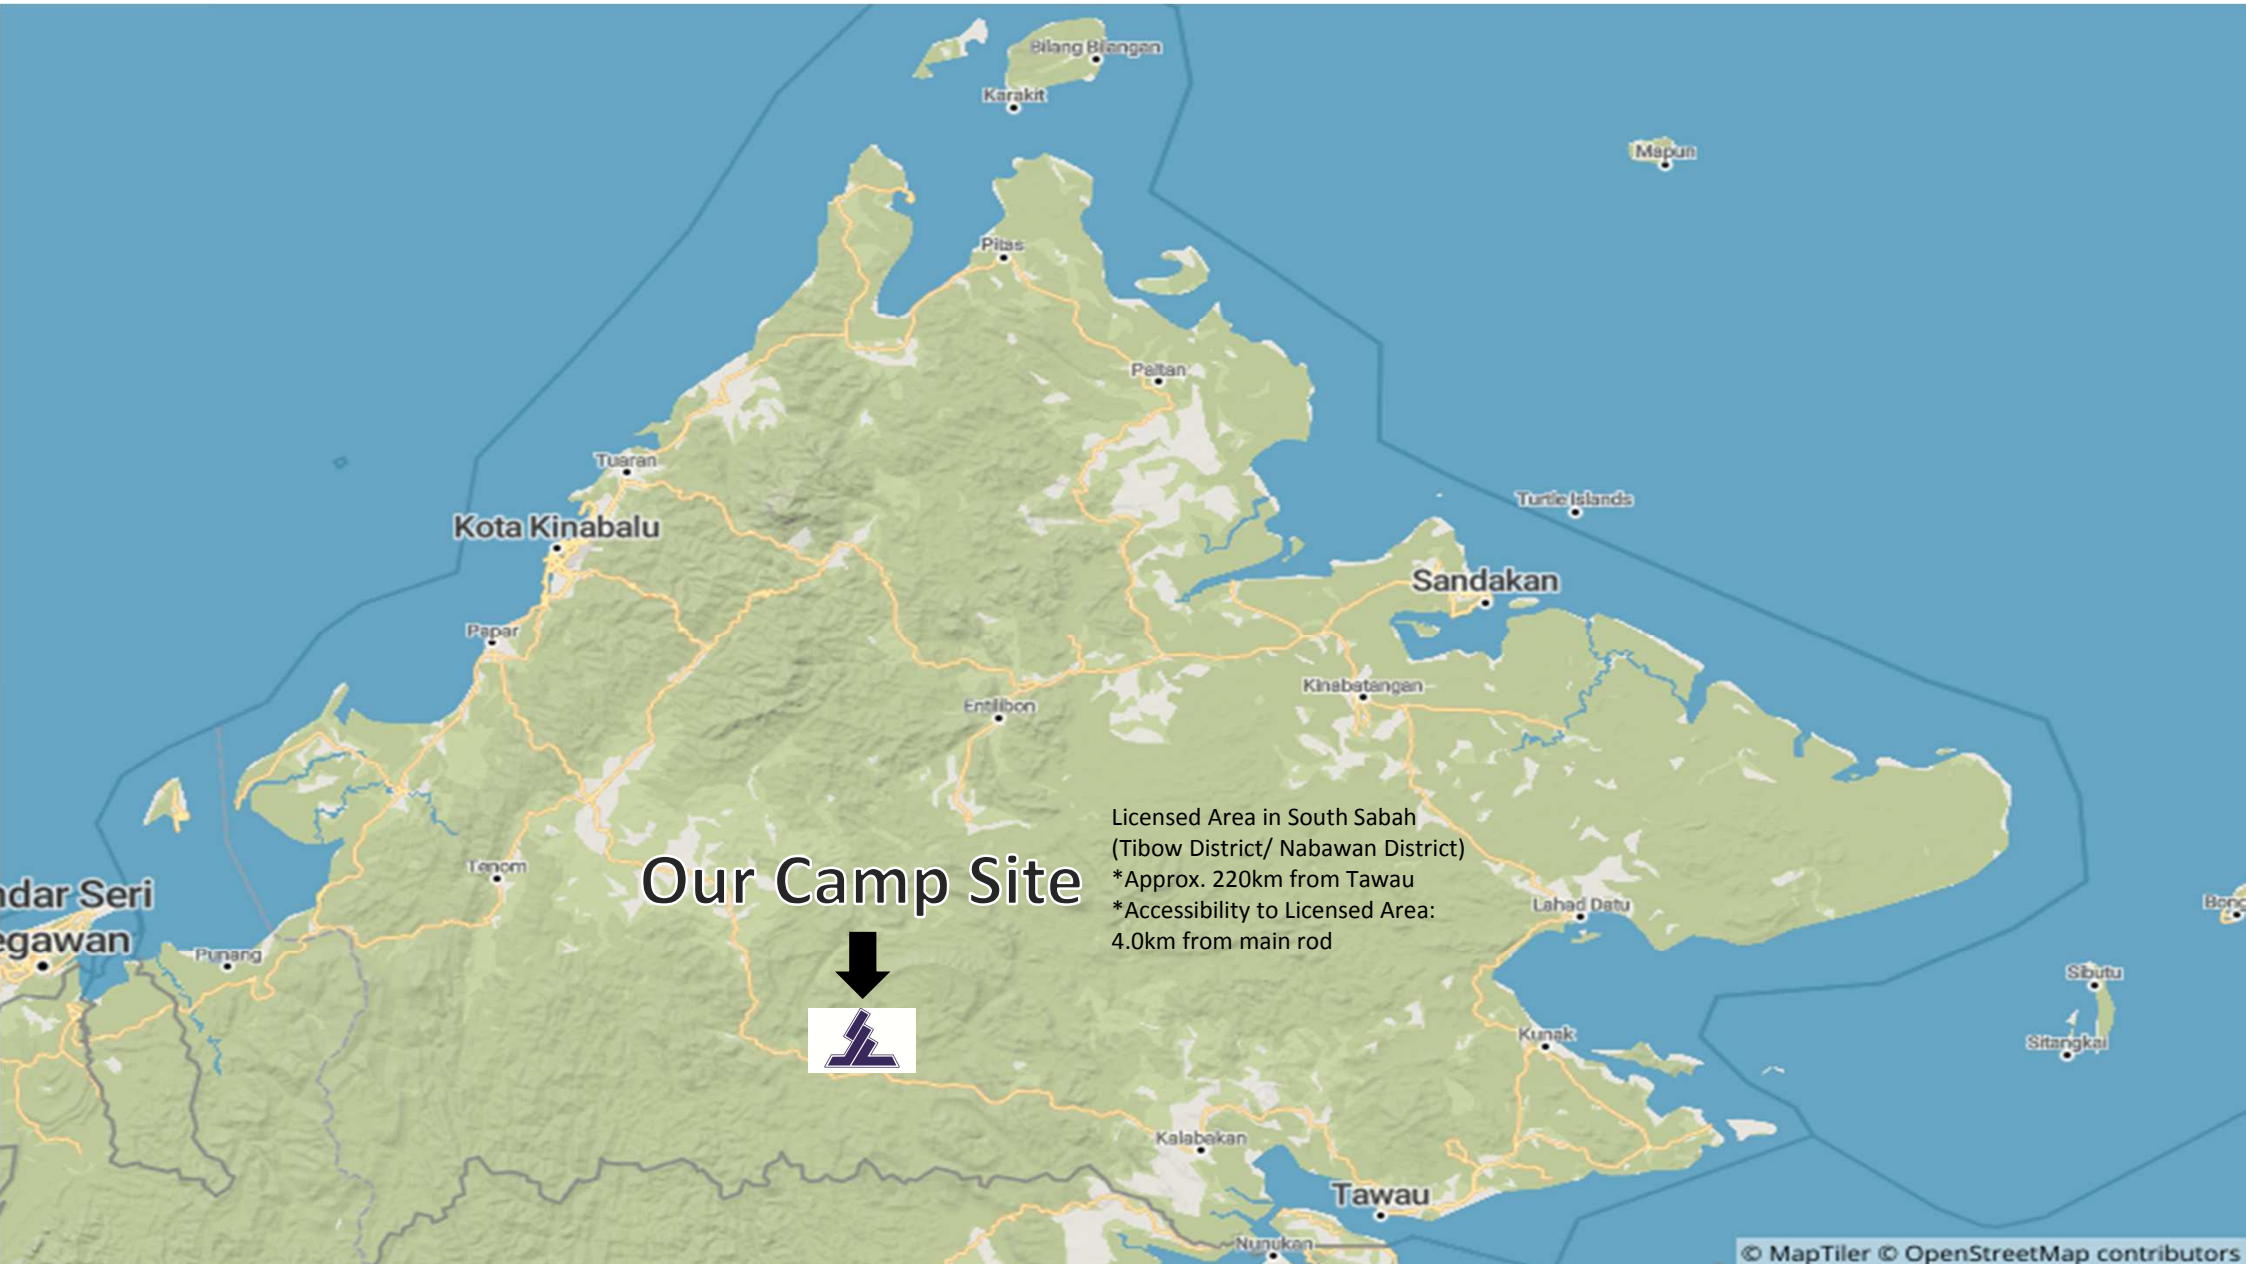 Bilang Bilangan
Karakit
Mapun
Pitas
Paitan
Tuaran
Turtle Islands
Kota Kinabalu
Sandakan
Papar
Kinabatangan
Entilibon
Licensed Area in South Sabah
(Tibow District/ Nabawan District)
*Approx. 220km from Tawau
*Accessibility to Licensed Area:
4.0km from main rod
Our Camp Site
Tenom
ndar Seri
egawan
Lahad Datu
Bong
Punang
Sibutu
Kunak
Sitangkai
Kalabakan
Tawau
Nunukan
© MapTiler © OpenStreetMap contributors